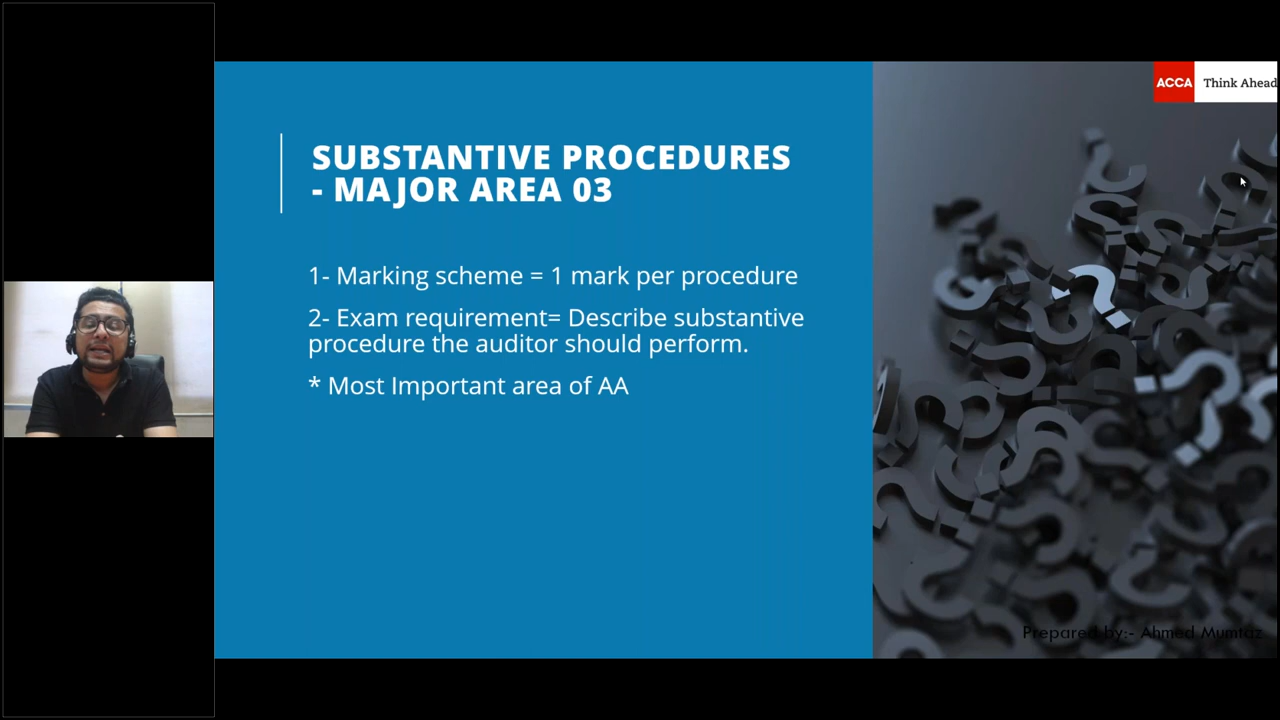 ACCA Think Ahead
SUBSTANTIVE PROCEDURES
- MAJOR AREA 03
1- Marking scheme = 1 mark per procedure
2- Exam requirement= Describe substantive
procedure the auditor should perform.
* Most Important area of AA
Prepared by:- Ahmed Mumtaz